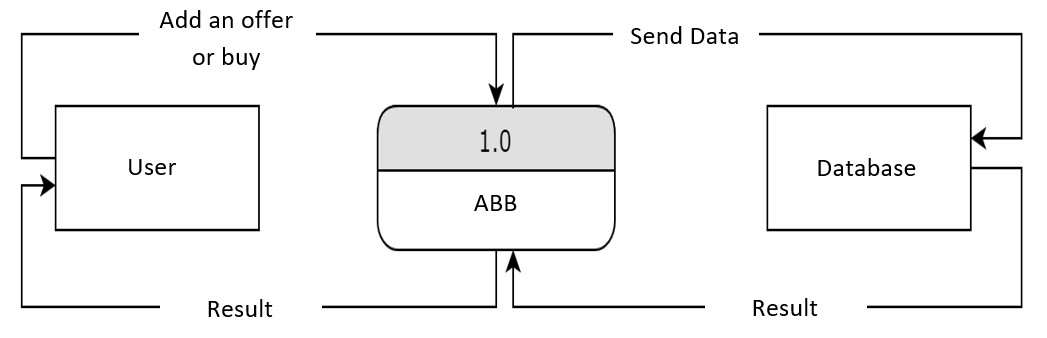 Add an offer
or buy
Send Data
User
1.0
ABB
Database
Result
Result